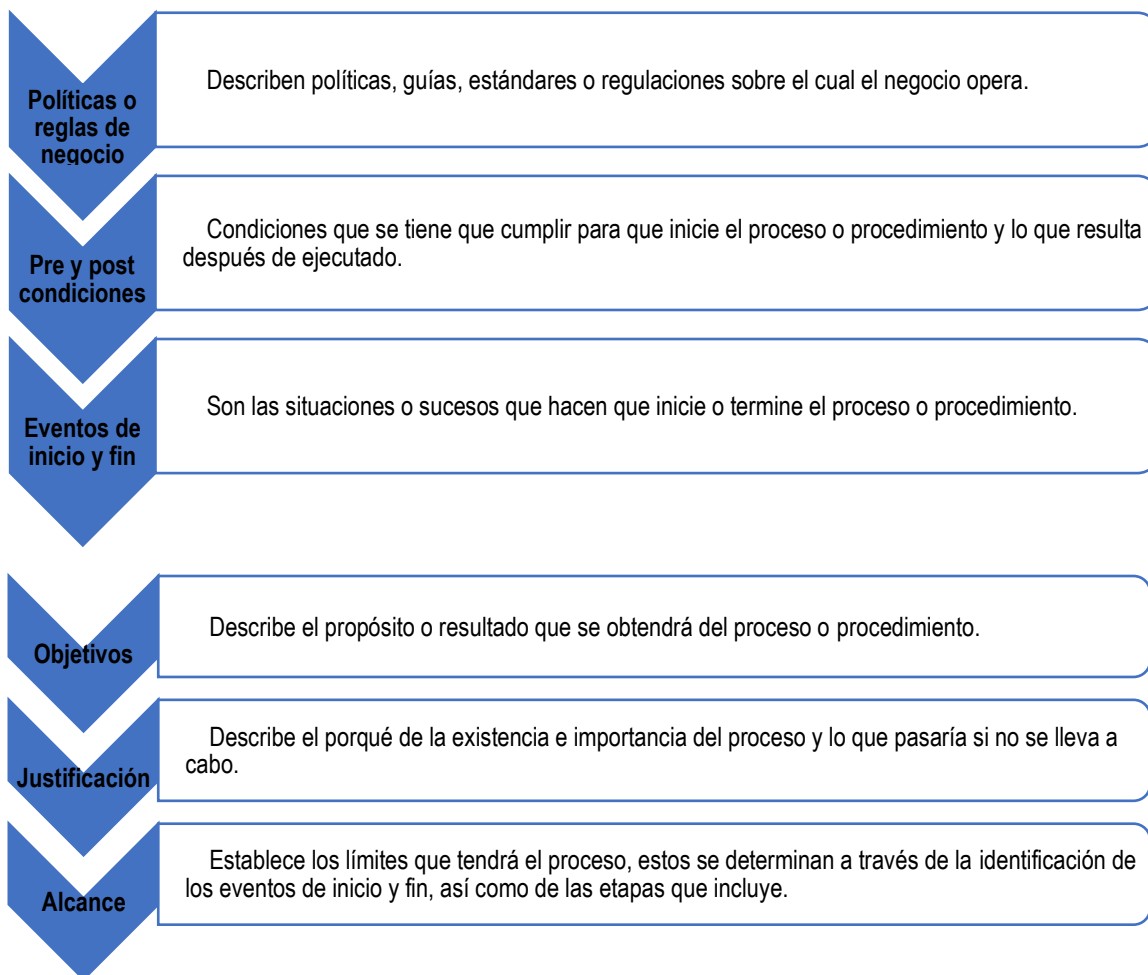 Políticas o
reglas de
negocio
Describen políticas, guías, estándares o regulaciones sobre el cual el negocio opera.
Pre y post
condiciones
Condiciones que se tiene que cumplir para que inicie el proceso o procedimiento y lo que resulta
después de ejecutado.
Eventos de
inicio y fin
Son las situaciones o sucesos que hacen que inicie o termine el proceso o procedimiento.
Objetivos
Describe el propósito o resultado que se obtendrá del proceso o procedimiento.
Justificación
Describe el porqué de la existencia e importancia del proceso y lo que pasaría si no se lleva a
cabo.
Alcance
Establece los límites que tendrá el proceso, estos se determinan a través de la identificación de
los eventos de inicio y fin, así como de las etapas que incluye.